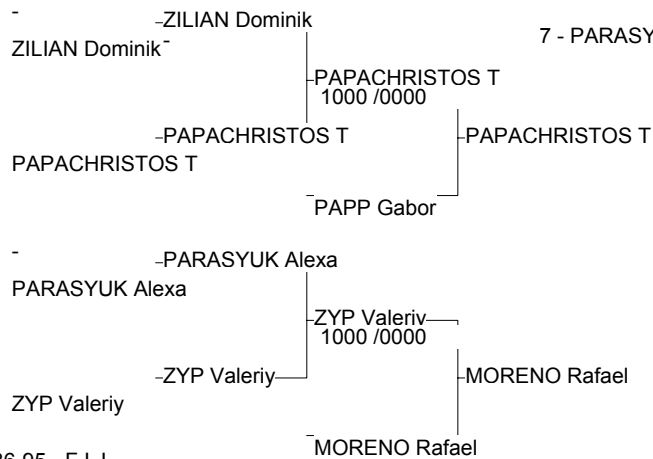 -
-ZILIAN Dominik
ZILIAN Dominik-
7 - PARASY
-PAPACHRISTOS T
1000 /0000
-PAPACHRISTOS T
-PAPACHRISTOS T
PAPACHRISTOS T
-PAPP Gabor
-
-PARASYUK Alexa
PARASYUK Alexa
-ZYP Valeriy
1000 /0000
-ZYP Valeriy
-MORENO Rafael
ZYP Valeriy
-MORENO Rafael